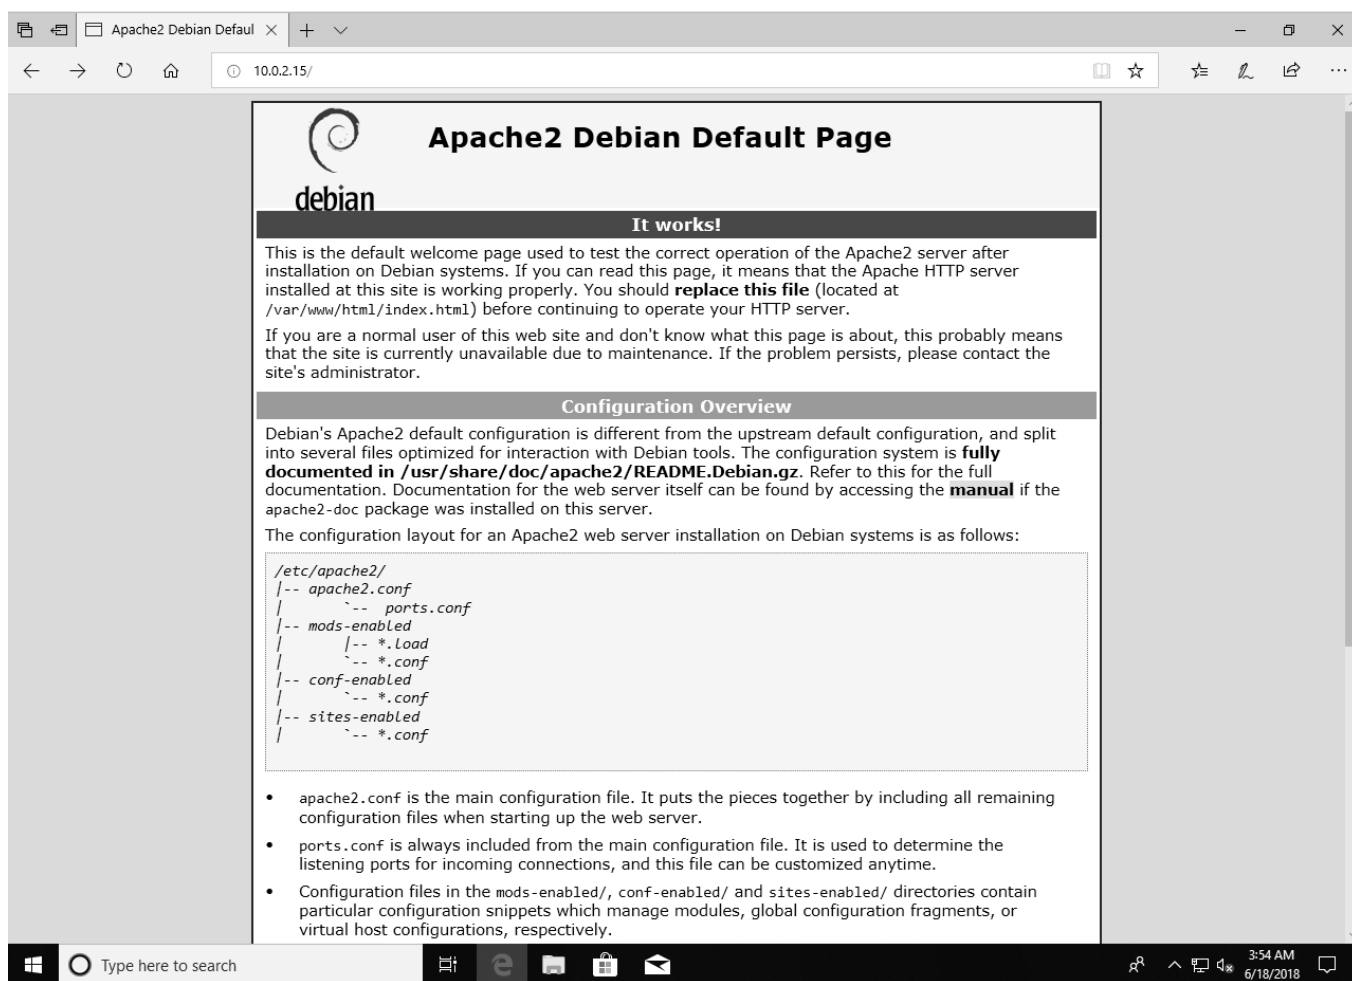 Apache2 Debian Defaul
10.0.2.15/
debian
Apache2 Debian Default Page
It works!
This is the default welcome page used to test the correct operation of the Apache2 server after
installation on Debian systems. If you can read this page, it means that the Apache HTTP server
installed at this site is working properly. You should replace this file (located at
/var/www/html/index.html) before continuing to operate your HTTP server.
If you are a normal user of this web site and don't know what this page is about, this probably means
that the site is currently unavailable due to maintenance. If the problem persists, please contact the
site's administrator.
Configuration Overview
Debian's Apache2 default configuration is different from the upstream default configuration, and split
into several files optimized for interaction with Debian tools. The configuration system is fully
documented in /usr/share/doc/apache2/README.Debian.gz. Refer to this for the full
documentation. Documentation for the web server itself can be found by accessing the manual if the
apache2-doc package was installed on this server.
The configuration layout for an Apache2 web server installation on Debian systems is as follows:
/etc/apache2/
|-- apache2.conf
|       `--  ports.conf
|-- mods-enabled
|       |-- *.load
|       `-- *.conf
|-- conf-enabled
|       `-- *.conf
|-- sites-enabled
|       `-- *.conf
• apache2.conf is the main configuration file. It puts the pieces together by including all remaining
configuration files when starting up the web server.
• ports.conf is always included from the main configuration file. It is used to determine the
listening ports for incoming connections, and this file can be customized anytime.
• Configuration files in the mods-enabled/, conf-enabled/ and sites-enabled/ directories contain
particular configuration snippets which manage modules, global configuration fragments, or
virtual host configurations, respectively.
Type here to search
3:54 AM
6/18/2018